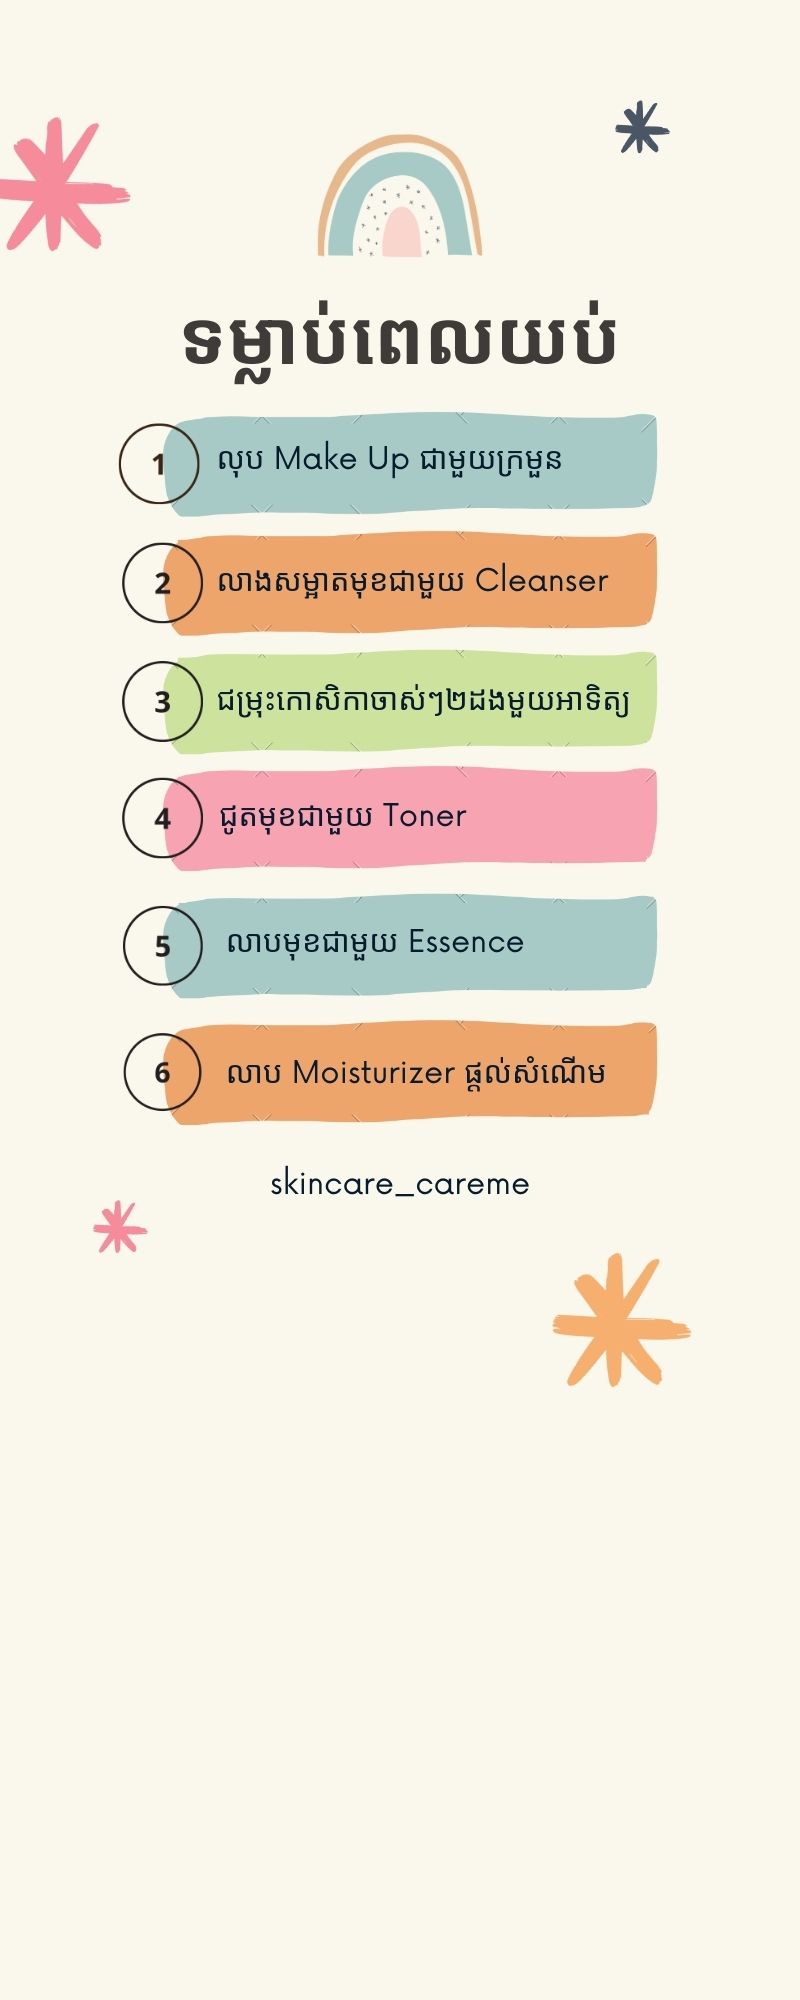 ទម្លាប់ពេលយប់
1 លុប Make Up ជាមួយក្រមួន
2 លាងសម្អាតមុខជាមួយ Cleanser
3 ជម្រុះកោសិកាចាស់ៗ២ដងមួយអាទិត្យ
4 ជូតមុខជាមួយ Toner
5 លាបមុខជាមួយ Essence
6 លាប Moisturizer ផ្ដល់សំណើម
skincare_careme